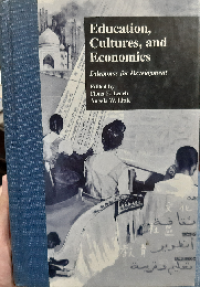 Education,
Cultures, and
Economics
Dilemmas for Development
Edited by
Fiona E. Leach
Angela W. Little